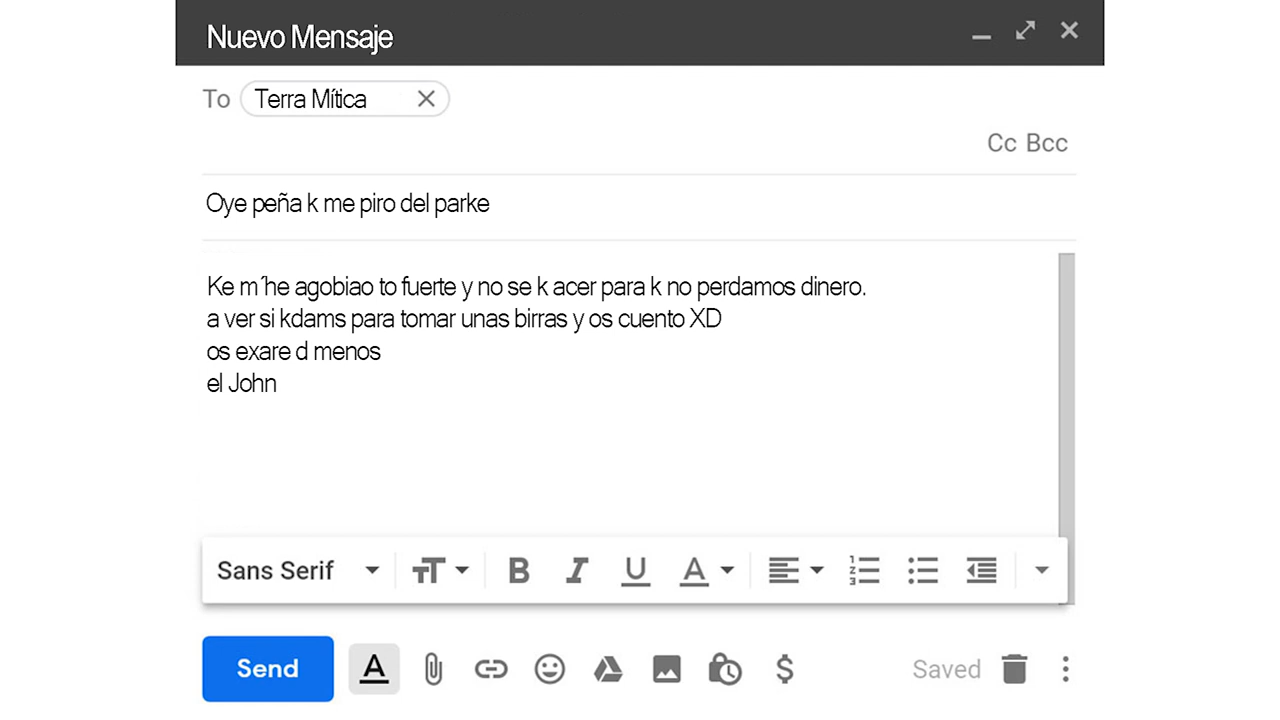 Nuevo Mensaje
To Terra Mítica
Cc Bcc
Oye peña k me piro del parke
Ke m´he agobiao to fuerte y no se k acer para k no perdamos dinero.
a ver si kdams para tomar unas birras y os cuento XD
os exare d menos
el John
Sans Serif
Send
Saved